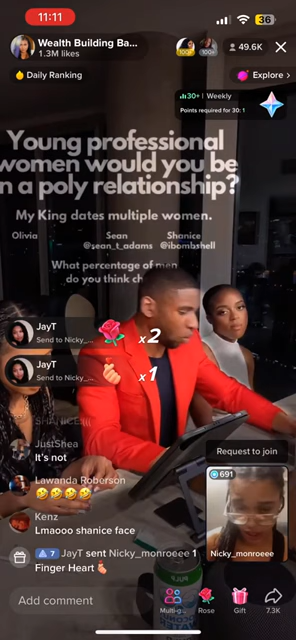 11:11
36
Wealth Building Ba...
1.3M likes
100+
100+
49.6K
Daily Ranking
Explore >
30+ | Weekly
Points required for 30: 1
Young professional
women would you be
n a poly relationship?
My King dates multiple women.
Olivia
Sean
Shanice
@sean_t_adams
@ibombshell
What percentage of men
do you think ch
JayT
Send to Nicky_...
x2
JayT
Send to Nicky_...
x1
SHANICE
JustShea
It's not
Lawanda Roberson
🤣🤣🤣🤣
Kenz
Lmaooo shanice face
7 JayT sent Nicky_monroeee 1
Finger Heart
Request to join
691
Nicky_monroeee
Add comment
Multi-g...
Rose
Gift
7.3K